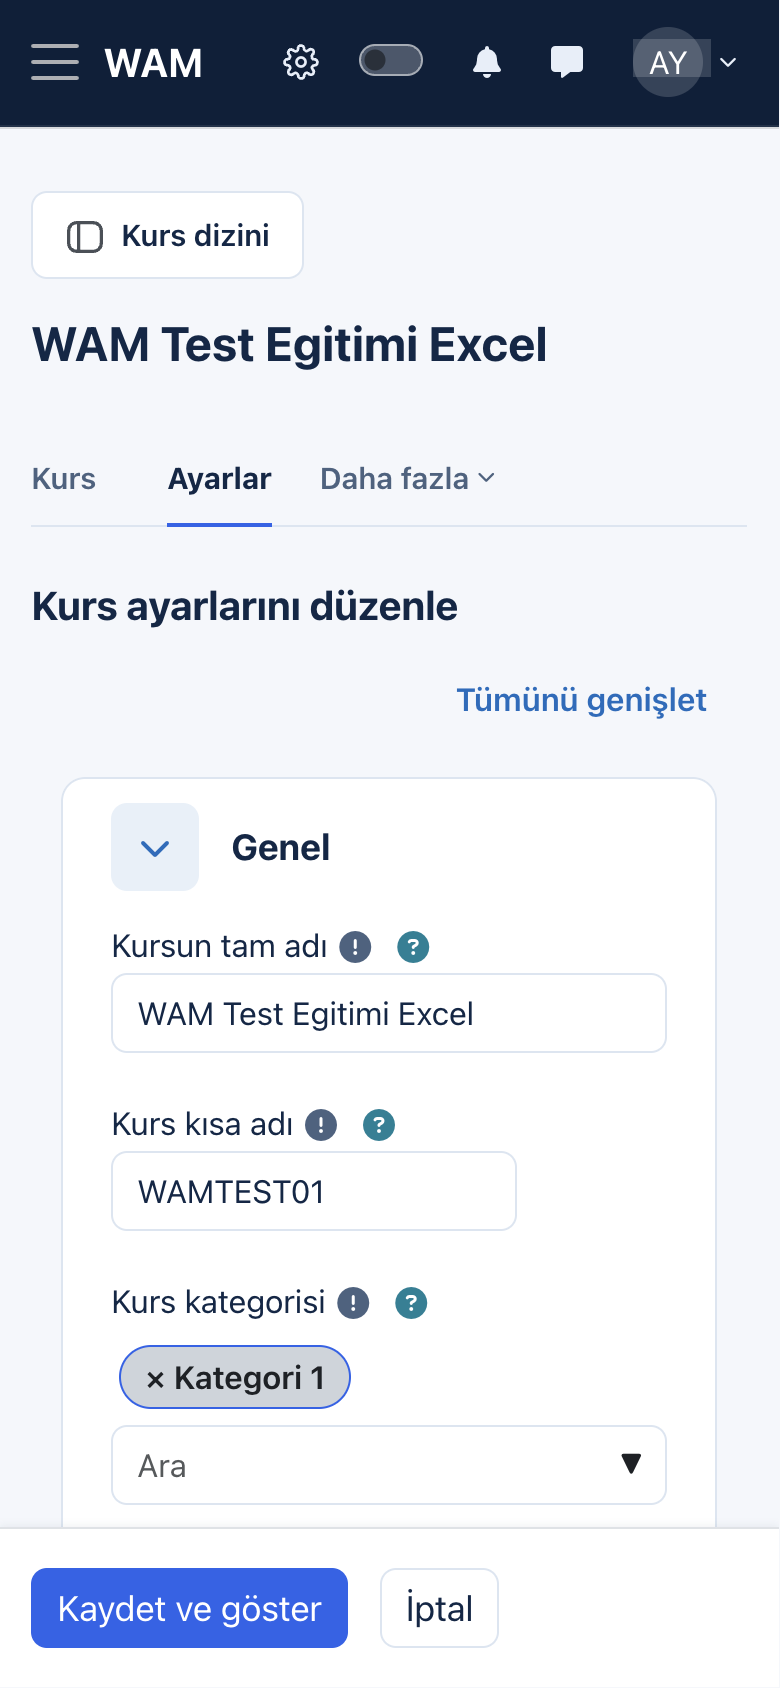 WAM
AY
Kurs dizini
WAM Test Egitimi Excel
Kurs
Ayarlar
Daha fazla
Kurs ayarlarını düzenle
Tümünü genişlet
Genel
Kursun tam adı ! ?
WAM Test Egitimi Excel
Kurs kısa adı ! ?
WAMTEST01
Kurs kategorisi ! ?
× Kategori 1
Ara ▼
Kaydet ve göster
İptal